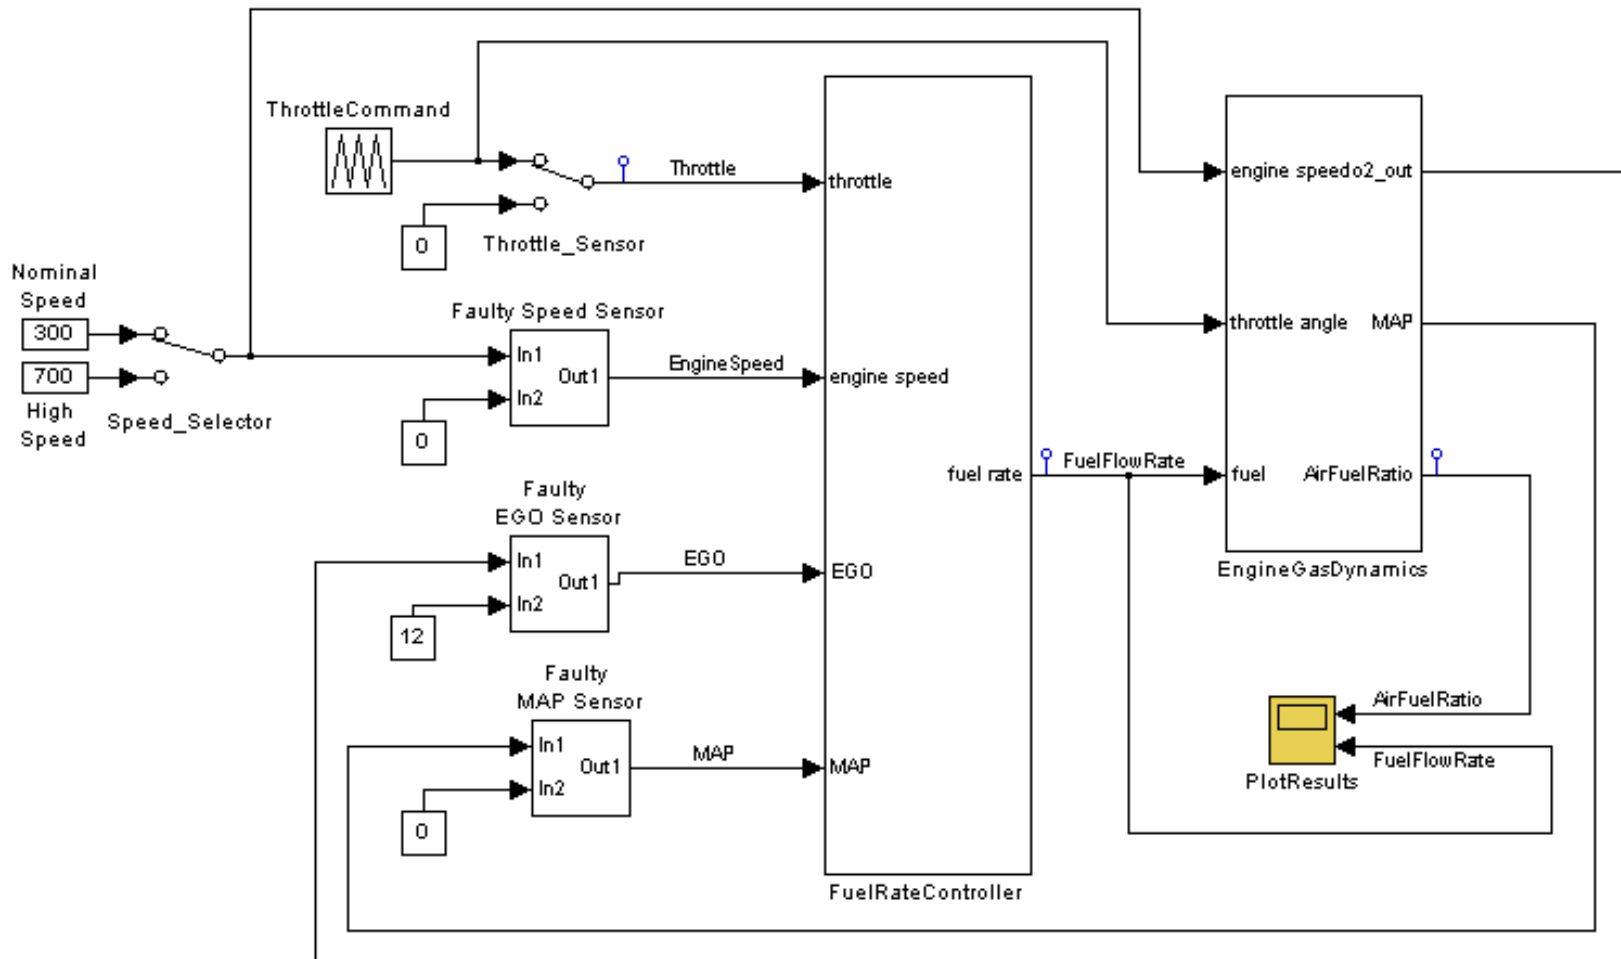 ThrottleCommand
Throttle
throttle
0
Throttle_Sensor
engine speed
o2_out
Nominal
Speed
300
700
High
Speed
Speed_Selector
Faulty Speed Sensor
In1
Out1
In2
0
EngineSpeed
engine speed
throttle angle
MAP
fuel rate
FuelFlowRate
fuel
AirFuelRatio
EngineGasDynamics
Faulty
EGO Sensor
In1
Out1
In2
12
EGO
EGO
Faulty
MAP Sensor
In1
Out1
In2
0
MAP
MAP
FuelRateController
AirFuelRatio
FuelFlowRate
PlotResults